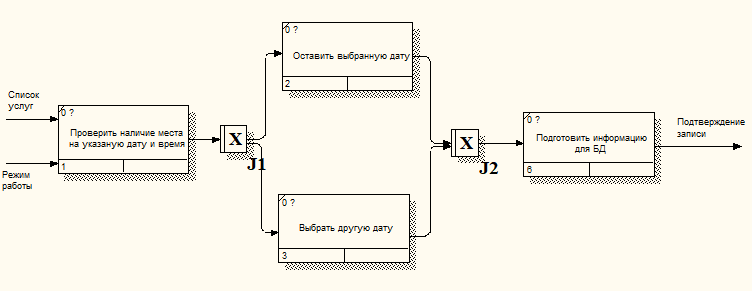 0 ?
Оставить выбранную дату
2
Список
услуг
0 ?
Проверить наличие места
на указаную дату и время
1
Режим
работы
X
J1
X
J2
0 ?
Подготовить информацию
для БД
6
Подтверждение
записи
0 ?
Выбрать другую дату
3